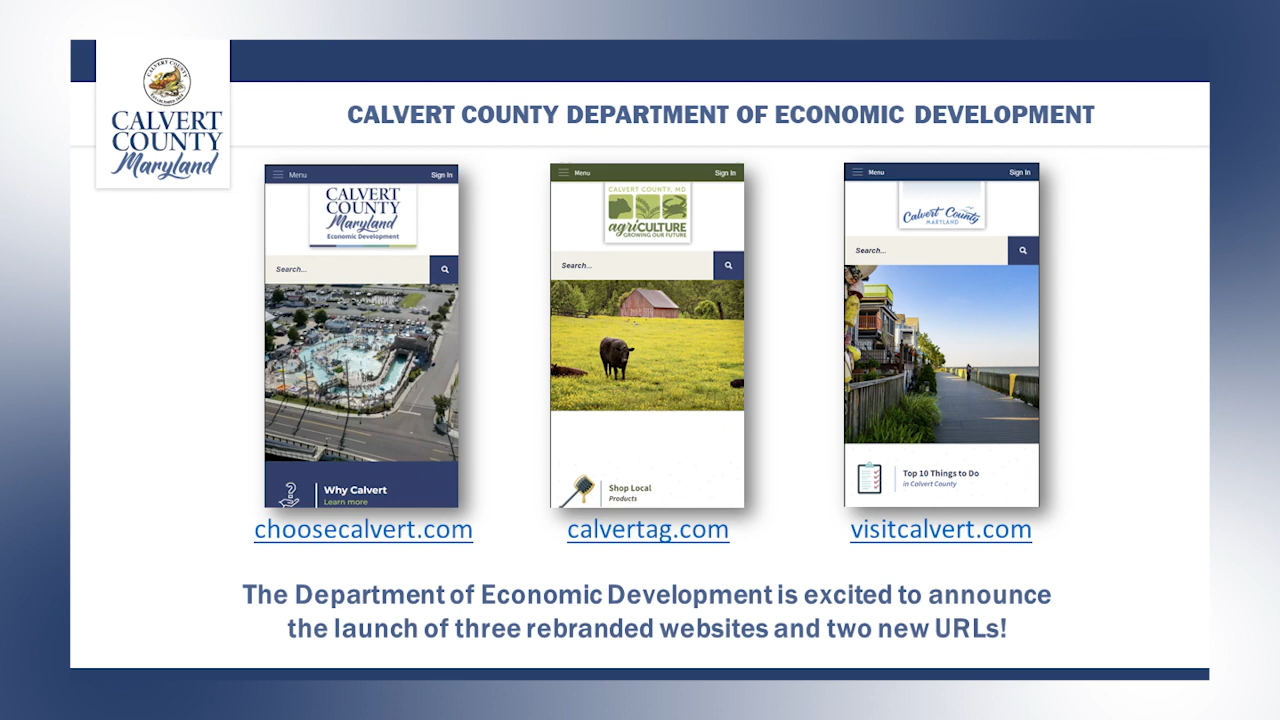 CALVERT COUNTY
ESTABLISHED 1654
CALVERT
COUNTY
Maryland
CALVERT COUNTY DEPARTMENT OF ECONOMIC DEVELOPMENT
Menu
Sign In
CALVERT
COUNTY
Maryland
Economic Development
Search...
Why Calvert
Learn more
choosecalvert.com
Menu
Sign In
CALVERT COUNTY, MD
agriCULTURE
GROWING OUR FUTURE
Search...
Shop Local
Products
calvertag.com
Menu
Sign In
Calvert County
MARYLAND
Search...
Top 10 Things to Do
in Calvert County
visitcalvert.com
The Department of Economic Development is excited to announce
the launch of three rebranded websites and two new URLs!